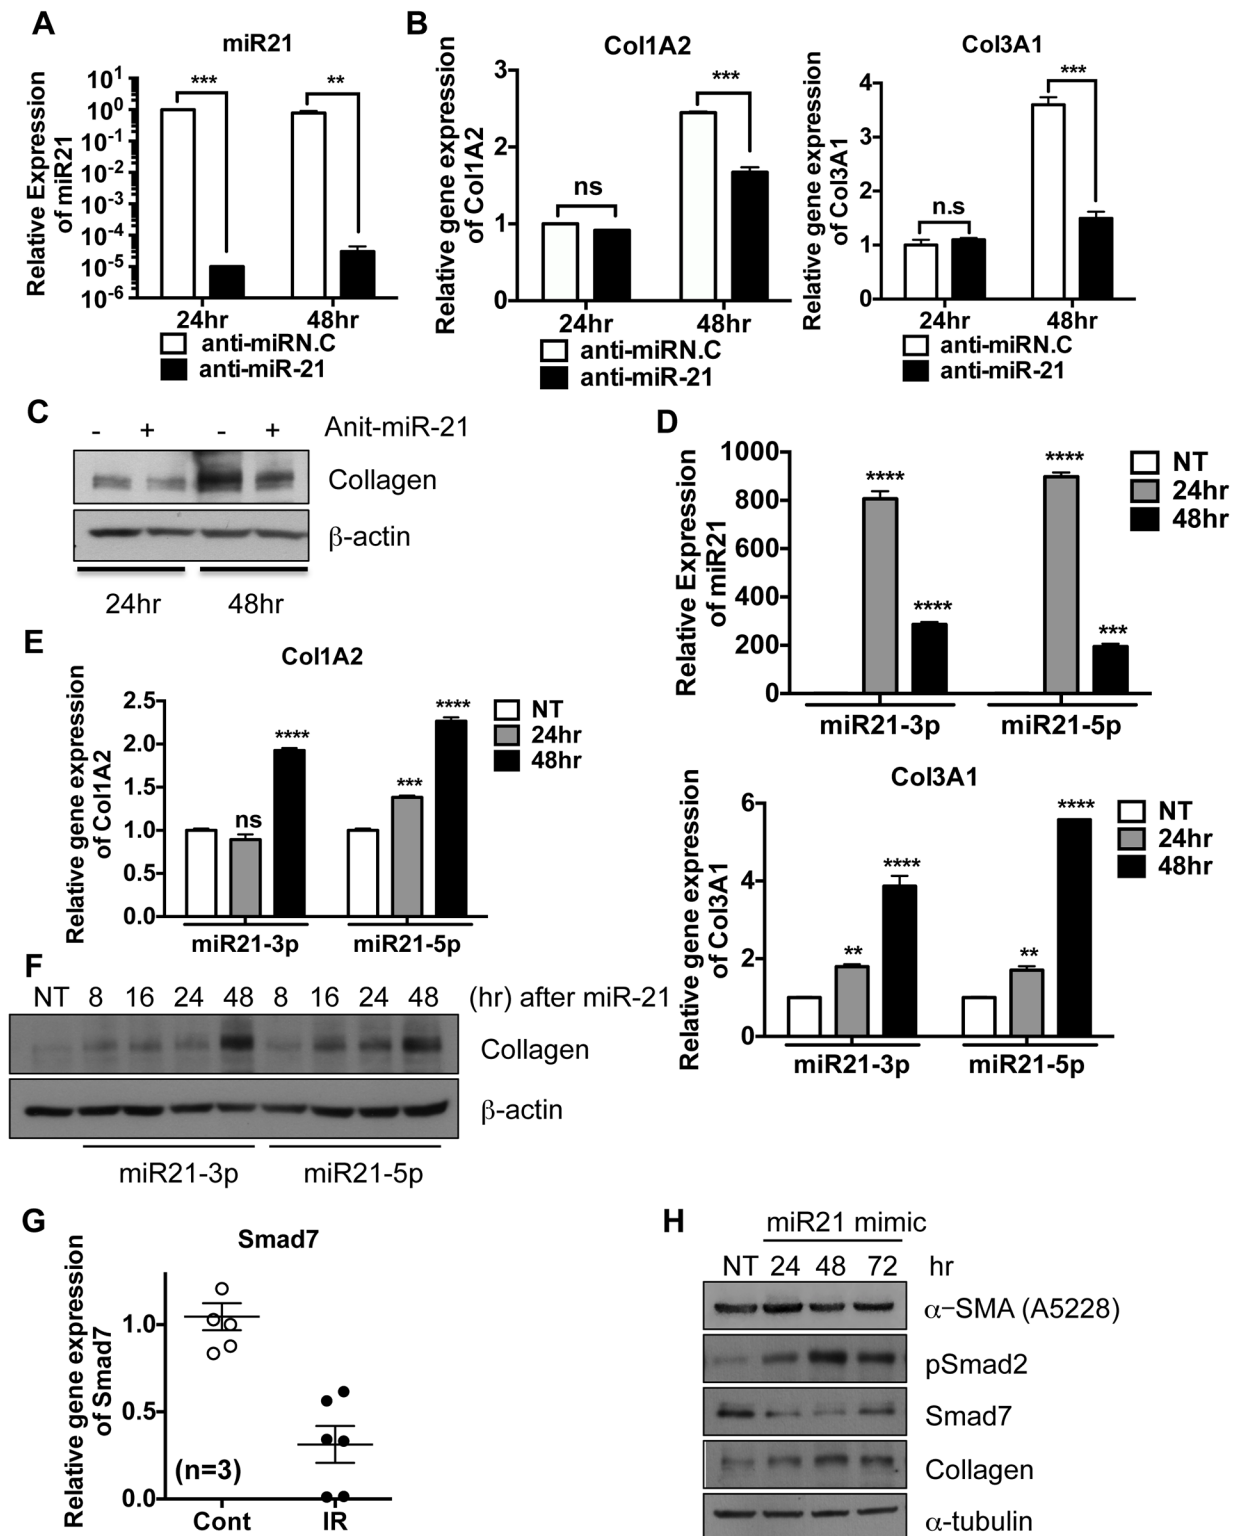 A
miR21
Relative Expression
of miR21
10^1
10^0
10^-1
10^-2
10^-3
10^-4
10^-5
10^-6
***
**
24hr
48hr
anti-miRN.C
anti-miR-21
B
Col1A2
Relative gene expression
of Col1A2
3
2
1
0
ns
***
24hr
48hr
anti-miRN.C
anti-miR-21
Col3A1
Relative gene expression
of Col3A1
4
3
2
1
0
n.s
***
24hr
48hr
anti-miRN.C
anti-miR-21
C
- + - + Anit-miR-21
Collagen
β-actin
24hr 48hr
D
Relative Expression
of miR21
1000
800
600
400
200
0
****
****
****
***
miR21-3p
miR21-5p
NT
24hr
48hr
E
Col1A2
Relative gene expression
of Col1A2
2.5
2.0
1.5
1.0
0.5
0.0
ns
****
***
****
miR21-3p
miR21-5p
NT
24hr
48hr
Col3A1
Relative gene expression
of Col3A1
6
4
2
0
**
****
**
****
miR21-3p
miR21-5p
NT
24hr
48hr
F
NT 8 16 24 48 8 16 24 48 (hr) after miR-21
Collagen
β-actin
miR21-3p miR21-5p
G
Smad7
Relative gene expression
of Smad7
1.0
0.5
0.0
(n=3)
Cont
IR
H
miR21 mimic
NT 24 48 72 hr
α–SMA (A5228)
pSmad2
Smad7
Collagen
α-tubulin